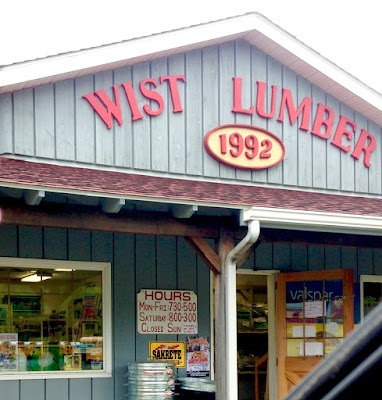 WIST LUMBER
1992
HOURS
MON-FRI: 7:30-5:00
SATURDAY 8:00-3:00
CLOSED SUN
valspar
SAKRETE